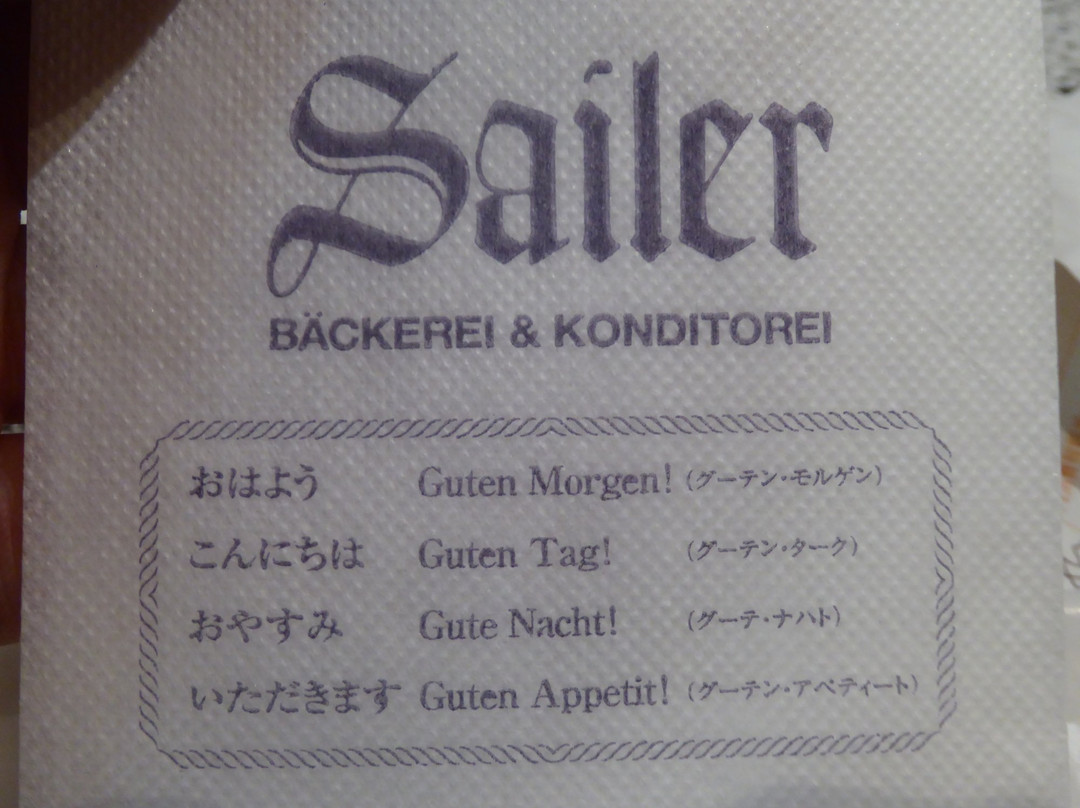 Sailer
BÄCKEREI & KONDITOREI
おはよう Guten Morgen! (グーテン・モルゲン)
こんにちは Guten Tag! (グーテン・ターク)
おやすみ Gute Nacht! (グーテ・ナハト)
いただきます Guten Appetit! (グーテン・アペティート)